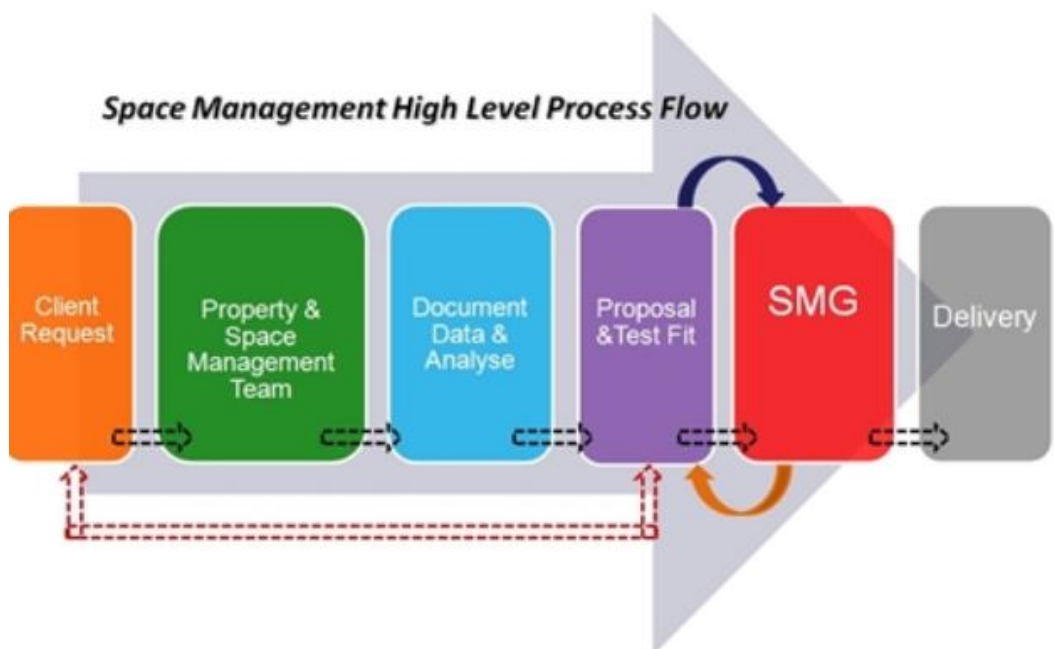 Space Management High Level Process Flow
Client
Request
Property &
Space
Management
Team
Document
Data &
Analyse
Proposal
&Test Fit
SMG
Delivery